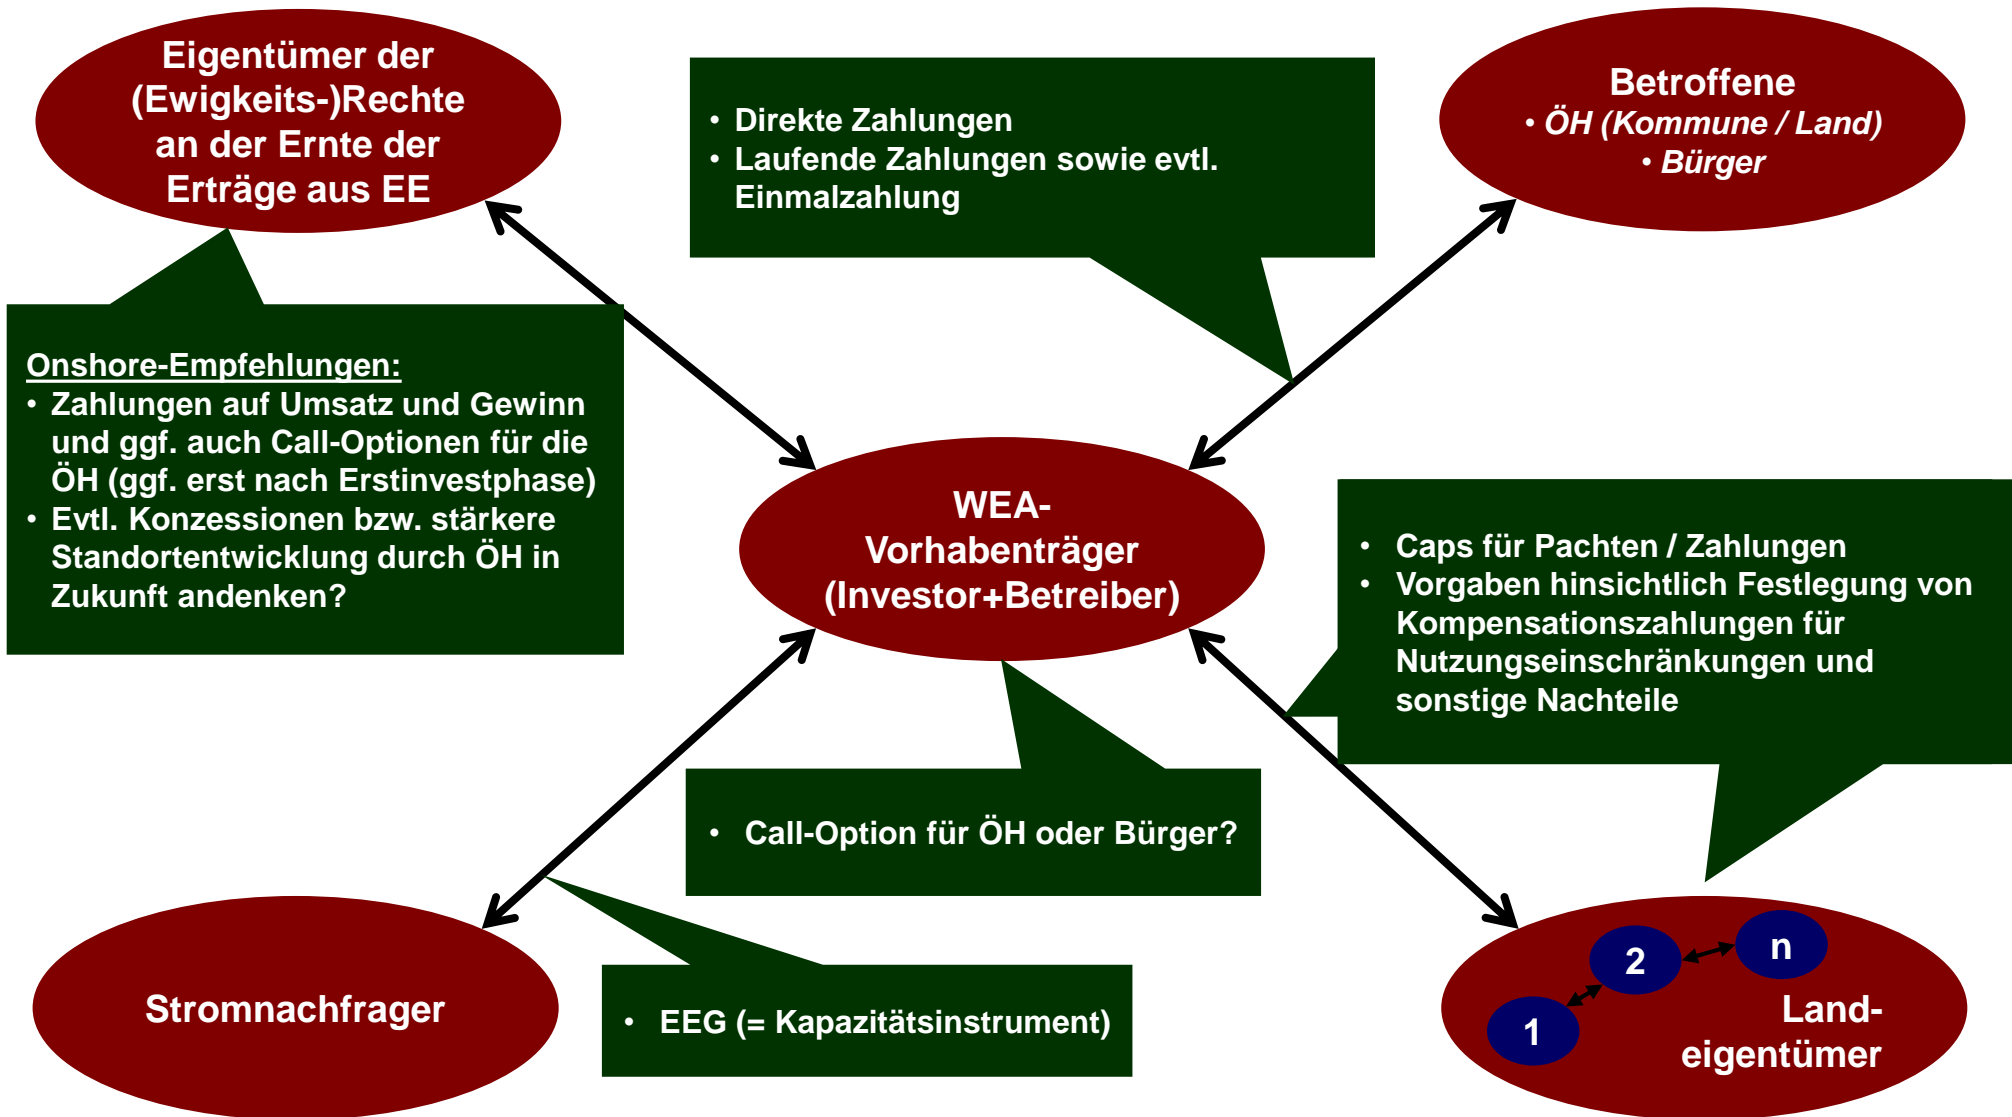 Eigentümer der
(Ewigkeits-)Rechte
an der Ernte der
Erträge aus EE
• Direkte Zahlungen
• Laufende Zahlungen sowie evtl.
Einmalzahlung
Betroffene
• ÖH (Kommune / Land)
• Bürger
Onshore-Empfehlungen:
• Zahlungen auf Umsatz und Gewinn
und ggf. auch Call-Optionen für die
ÖH (ggf. erst nach Erstinvestphase)
• Evtl. Konzessionen bzw. stärkere
Standortentwicklung durch ÖH in
Zukunft andenken?
WEA-
Vorhabenträger
(Investor+Betreiber)
• Caps für Pachten / Zahlungen
• Vorgaben hinsichtlich Festlegung von
Kompensationszahlungen für
Nutzungseinschränkungen und
sonstige Nachteile
• Call-Option für ÖH oder Bürger?
Stromnachfrager
• EEG (= Kapazitätsinstrument)
1
2
n
Land-
eigentümer